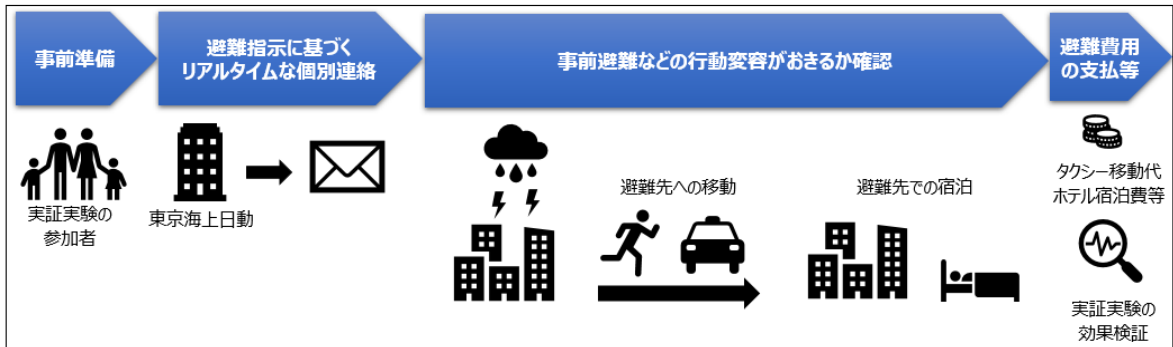 事前準備
避難指示に基づく
リアルタイムな個別連絡
事前避難などの行動変容がおきるか確認
避難費用
の支払等
実証実験の
参加者
東京海上日動
避難先への移動
避難先での宿泊
タクシー移動代
ホテル宿泊費等
実証実験の
効果検証